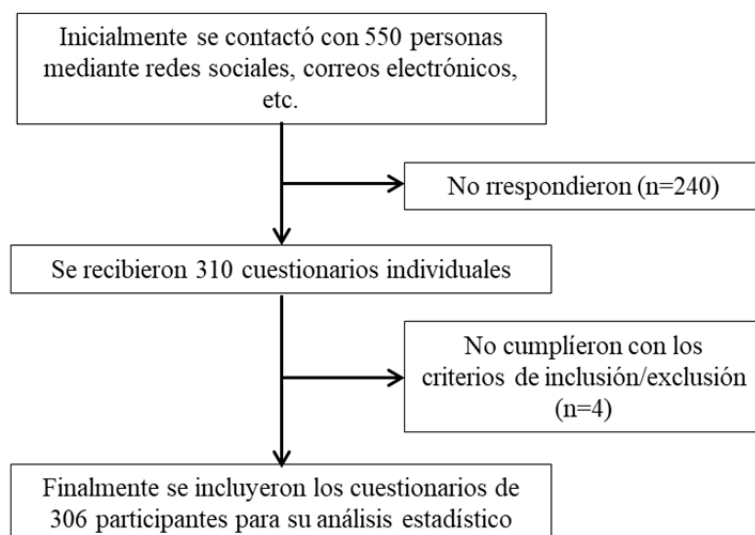 Inicialmente se contactó con 550 personas
mediante redes sociales, correos electrónicos,
etc.
No rrespondieron (n=240)
Se recibieron 310 cuestionarios individuales
No cumplíeron con los
criterios de inclusión/exclusión
(n=4)
Finalmente se incluyeron los cuestionarios de
306 participantes para su análisis estadístico